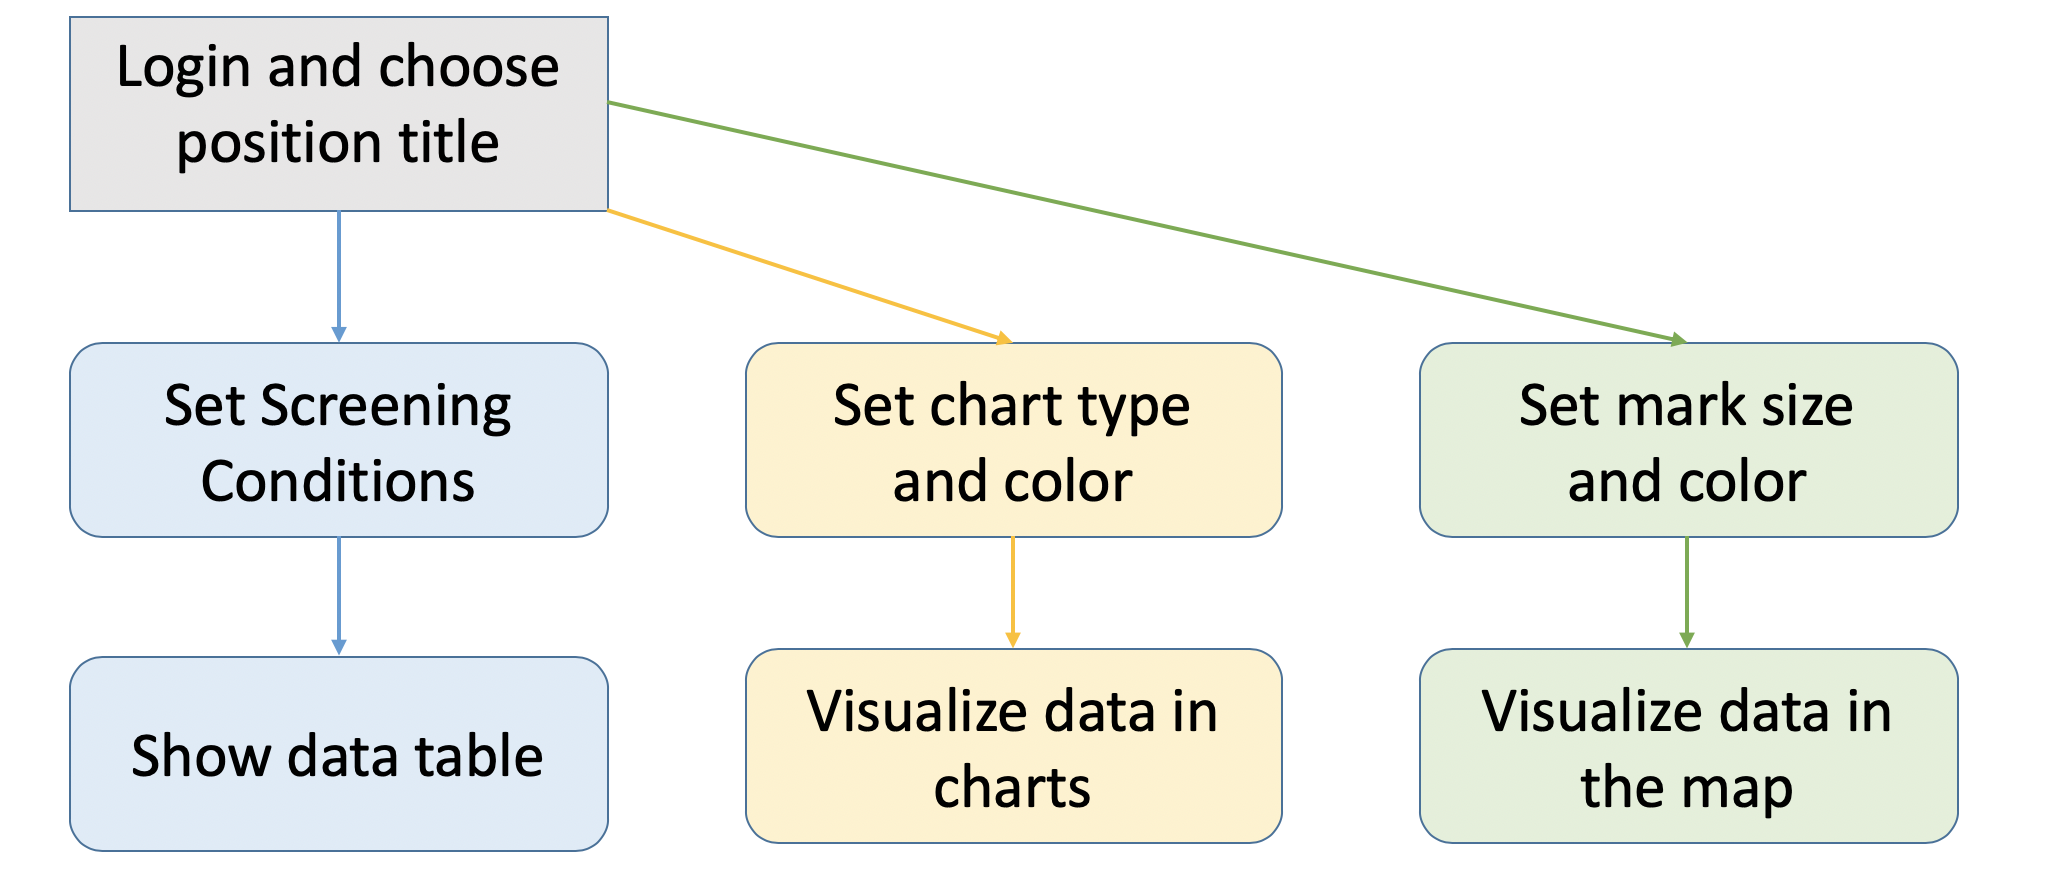 Login and choose
position title
Set Screening
Conditions
Set chart type
and color
Set mark size
and color
Show data table
Visualize data in
charts
Visualize data in
the map